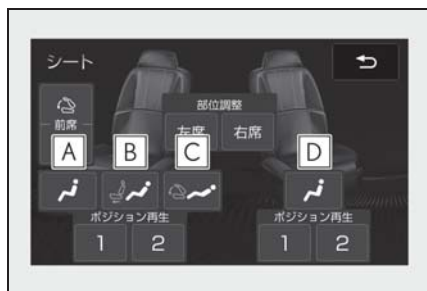 シート
部位調整
前席
左席 右席
A B C D
ポジション再生 ポジション再生
1 2 1 2